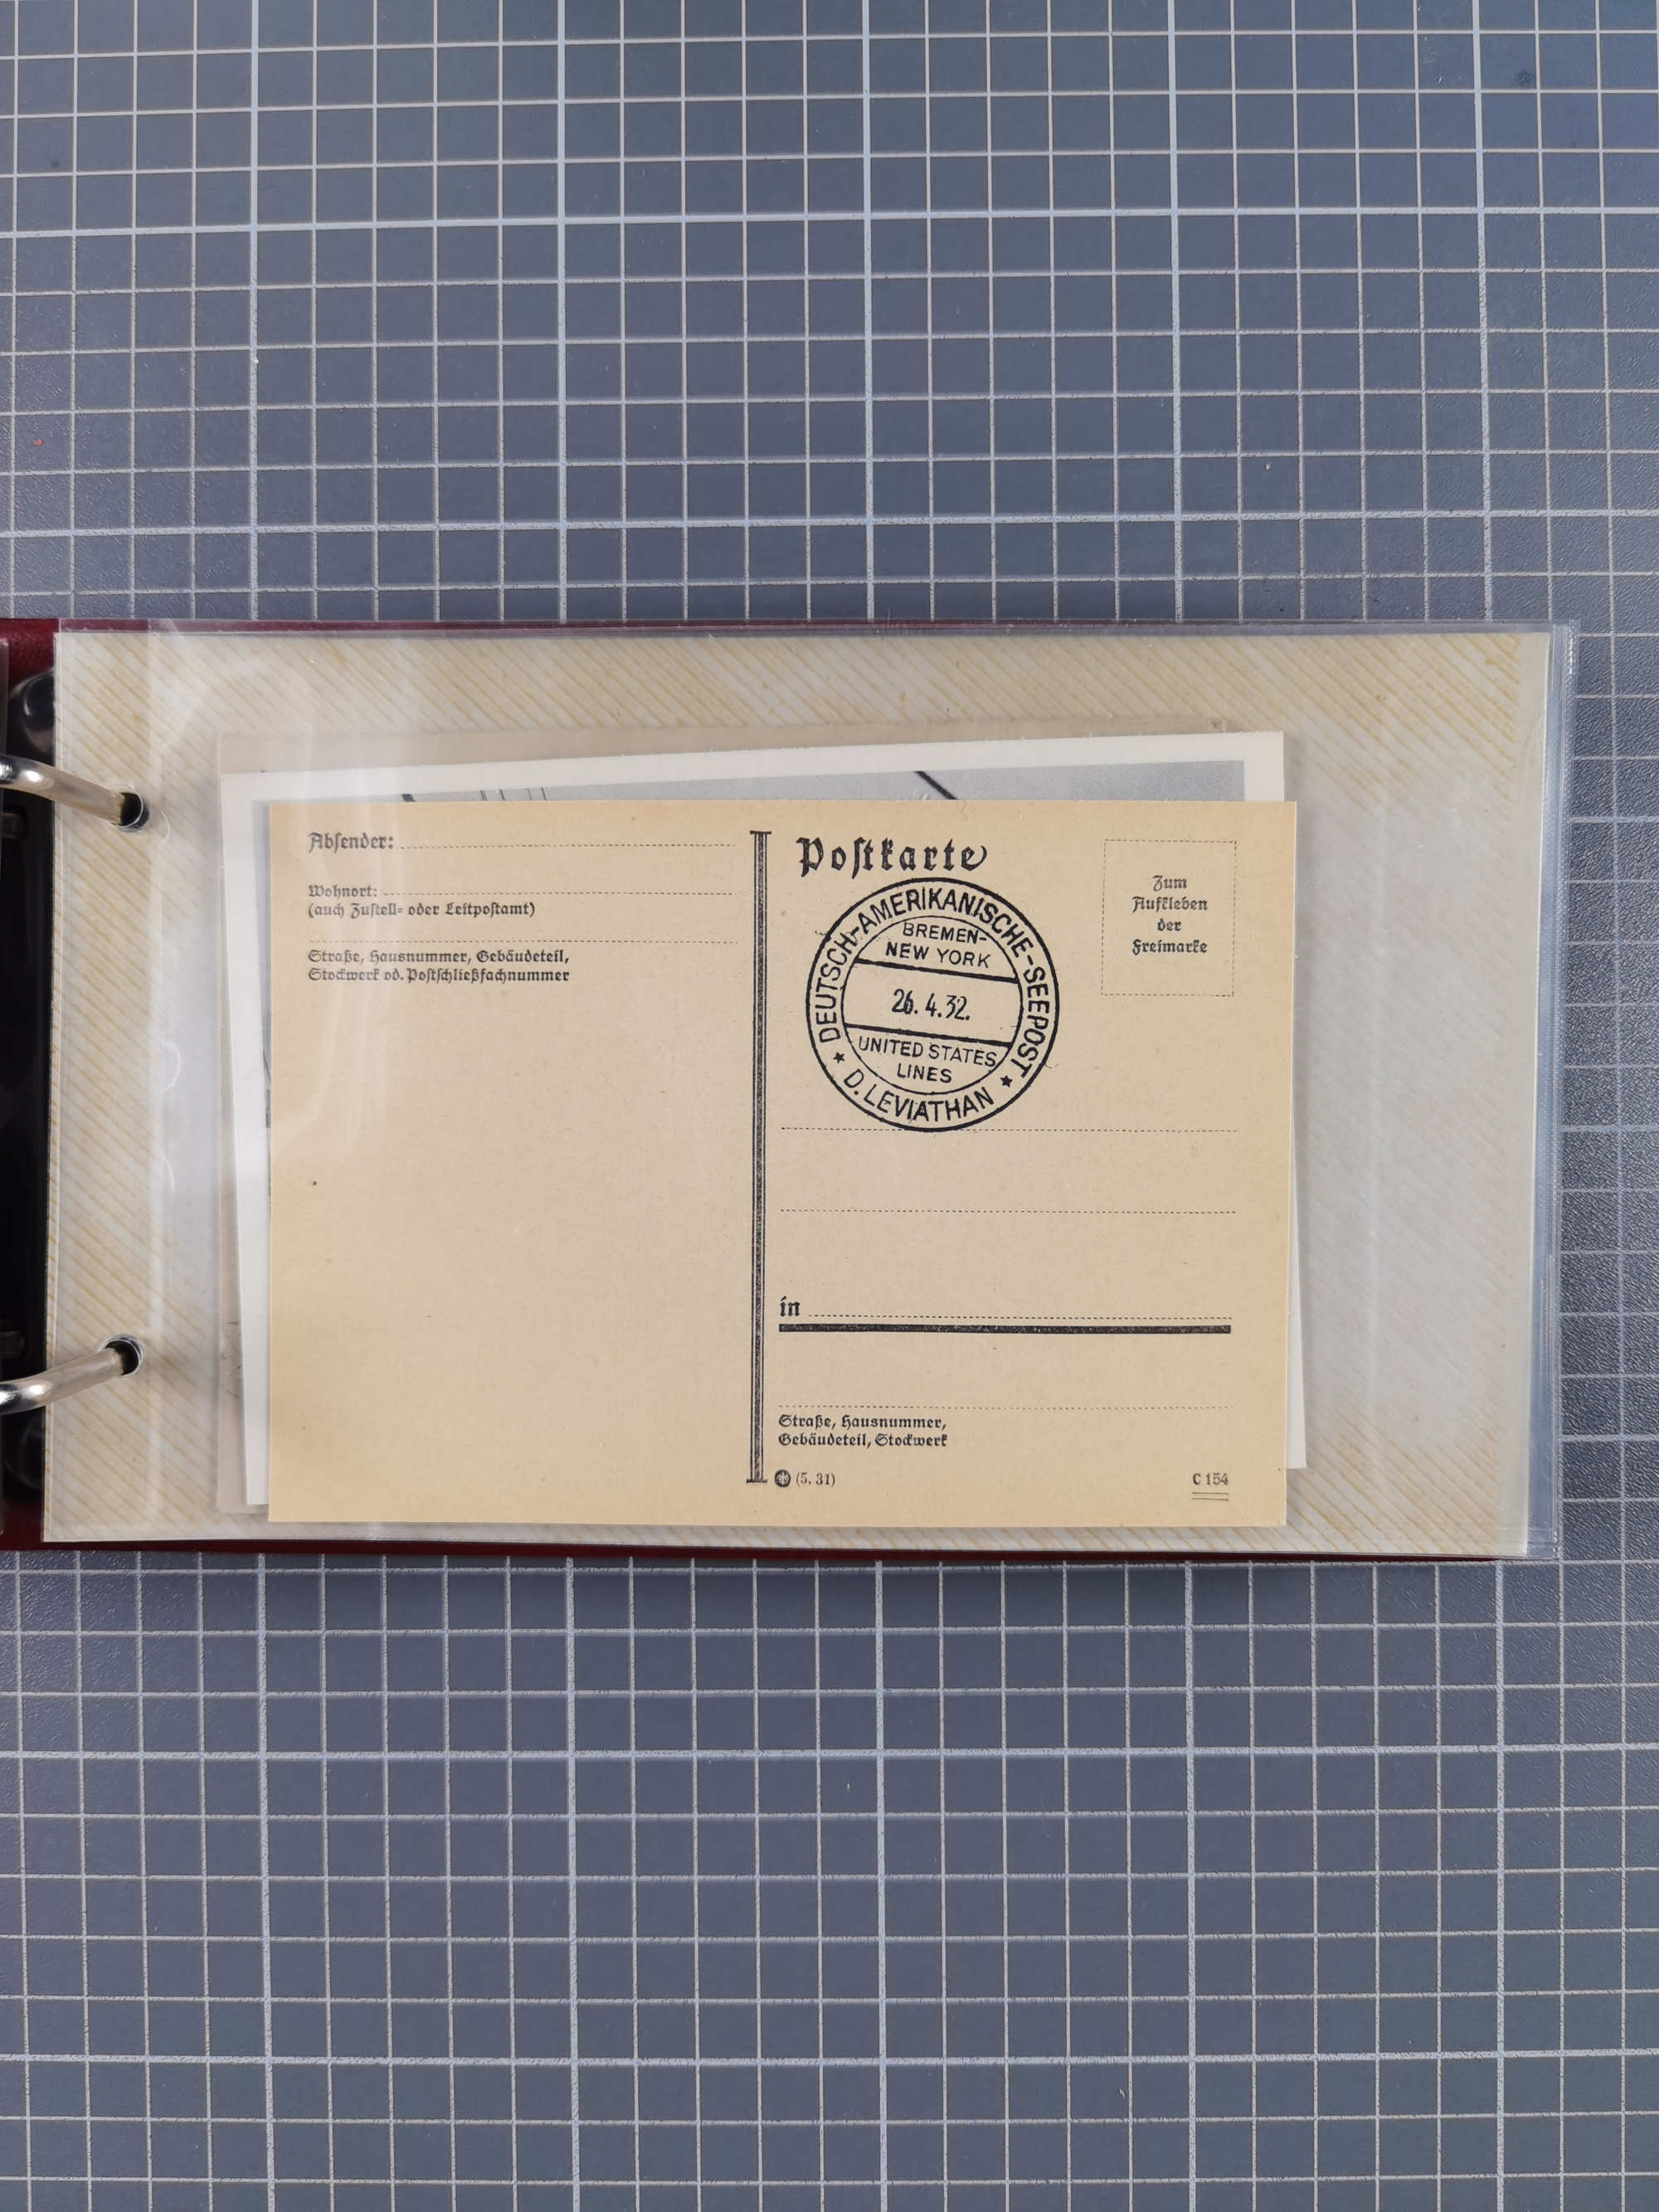 Absender:
Wohnort:
(auch Zustell- oder Leitpostamt)
Straße, Hausnummer, Gebäudeteil,
Stockwerk od. Postschließfachnummer
Postkarte
Zum
Aufkleben
der
Freimarke
DEUTSCH-AMERIKANISCHE-SEEPOST
BREMEN-
NEW YORK
26.4.32.
UNITED STATES
LINES
★ D. LEVIATHAN ★
in
Straße, Hausnummer,
Gebäudeteil, Stockwerk
(5. 31)
C 154